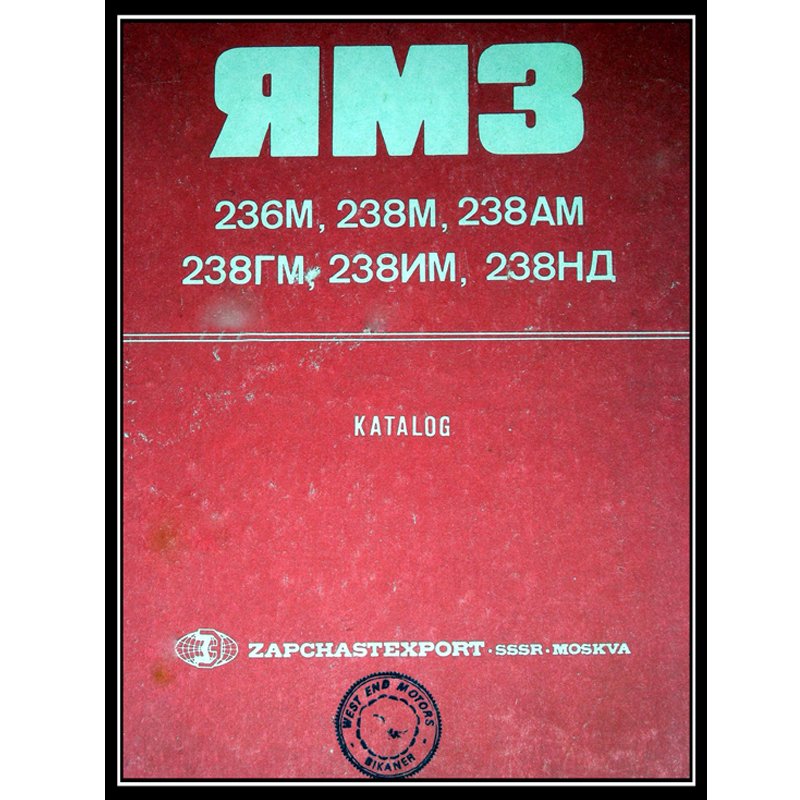 ЯМЗ
236М, 238М, 238АМ
238ГМ, 238ИМ, 238НД
KATALOG
ZAPCHASTEXPORT · SSSR · MOSKVA
WEST END MOTORS
BIKANER